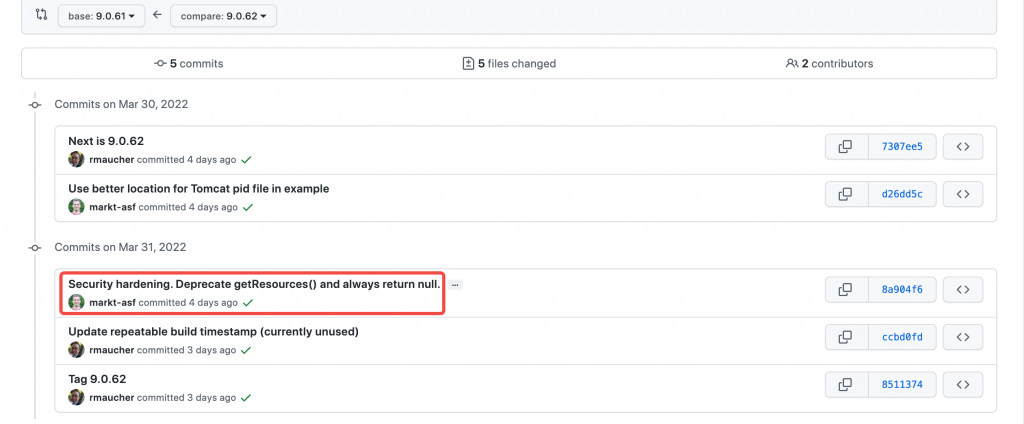 base: 9.0.61 compare: 9.0.62
5 commits 5 files changed 2 contributors
Commits on Mar 30, 2022
Next is 9.0.62
rmaucher committed 4 days ago
7307ee5
Use better location for Tomcat pid file in example
markt-asf committed 4 days ago
d26dd5c
Commits on Mar 31, 2022
Security hardening. Deprecate getResources() and always return null. ...
markt-asf committed 4 days ago
8a904f6
Update repeatable build timestamp (currently unused)
rmaucher committed 3 days ago
ccbd0fd
Tag 9.0.62
rmaucher committed 3 days ago
8511374